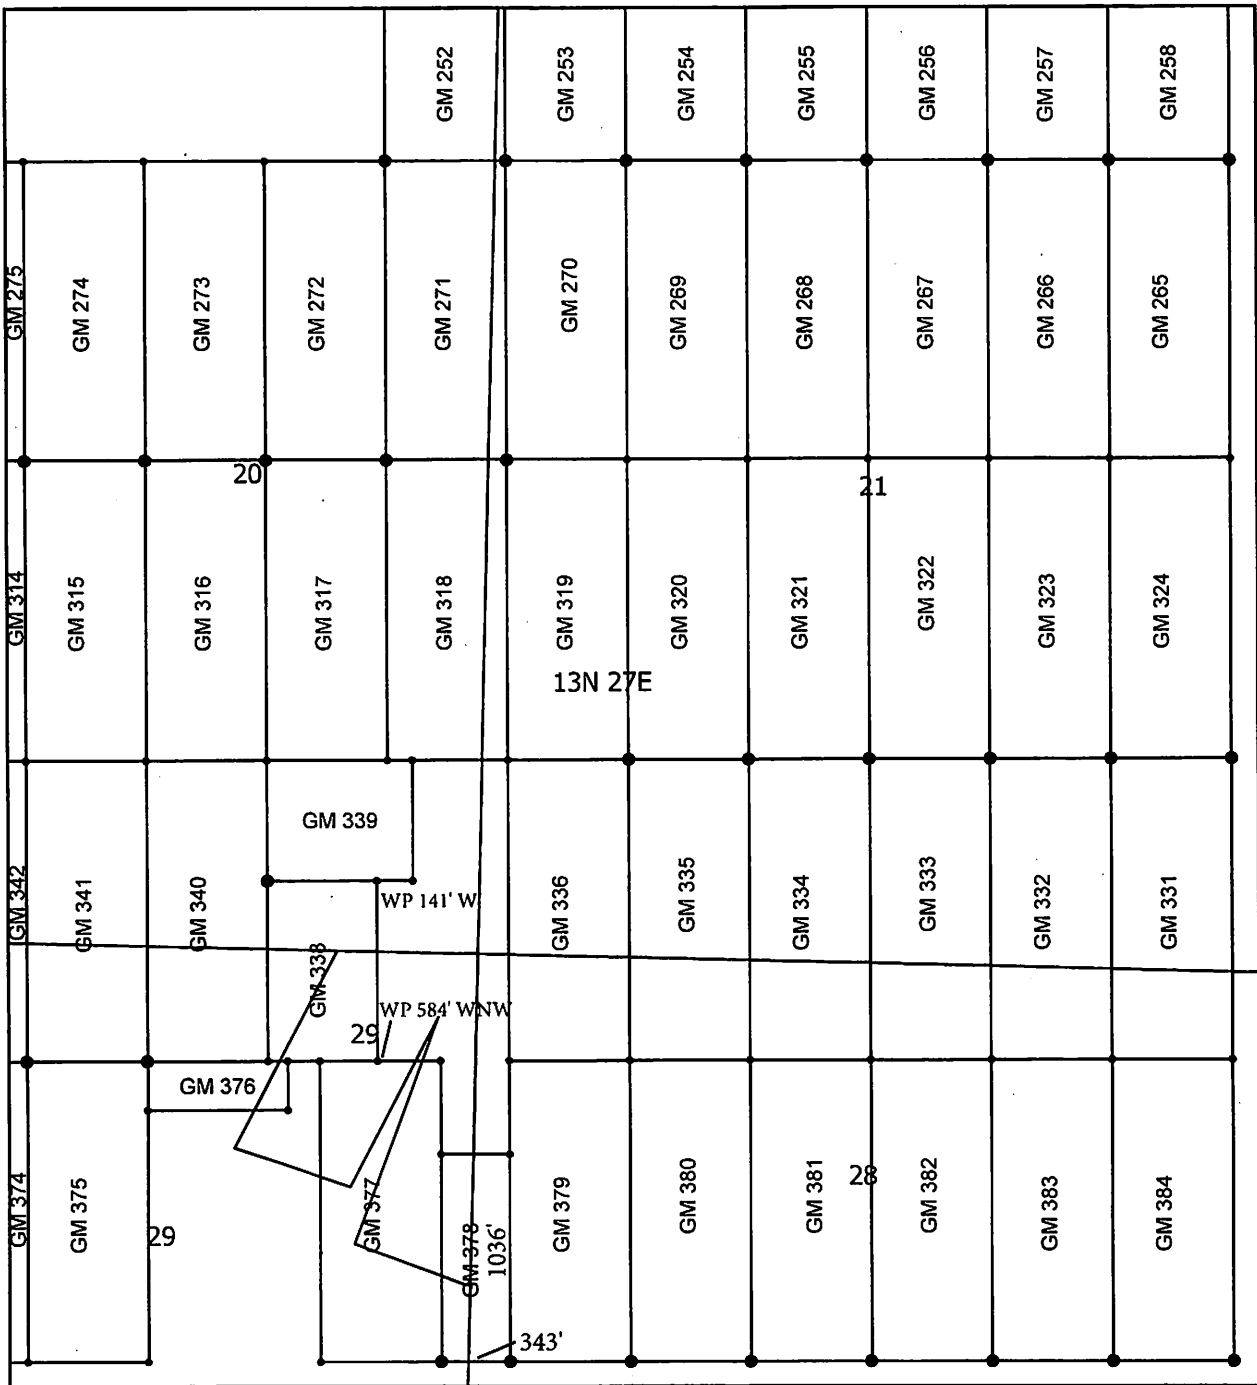 GM 252
GM 253
GM 254
GM 255
GM 256
GM 257
GM 258
GM 275
GM 274
GM 273
GM 272
GM 271
GM 270
GM 269
GM 268
GM 267
GM 266
GM 265
20
21
GM 314
GM 315
GM 316
GM 317
GM 318
GM 319
GM 320
GM 321
GM 322
GM 323
GM 324
13N 27E
GM 339
WP 141' W
GM 342
GM 341
GM 340
GM 338
GM 336
GM 335
GM 334
GM 333
GM 332
GM 331
WP 584' WNW
29
GM 376
GM 374
GM 375
29
GM 377
GM 378
1036'
GM 379
GM 380
GM 381
28
GM 382
GM 383
GM 384
343'